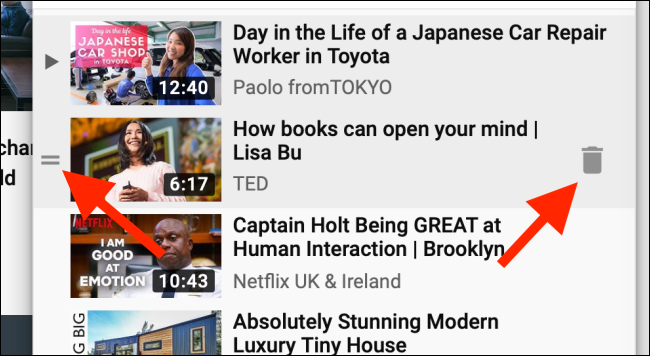 Day in the life
JAPANESE
CAR SHOP
in TOYOTA
12:40
Day in the Life of a Japanese Car Repair
Worker in Toyota
Paolo fromTOKYO
6:17
How books can open your mind |
Lisa Bu
TED
NETFLIX
I AM
GOOD
AT
EMOTION
10:43
Captain Holt Being GREAT at
Human Interaction | Brooklyn
Netflix UK & Ireland
BIG
Absolutely Stunning Modern
Luxury Tiny House